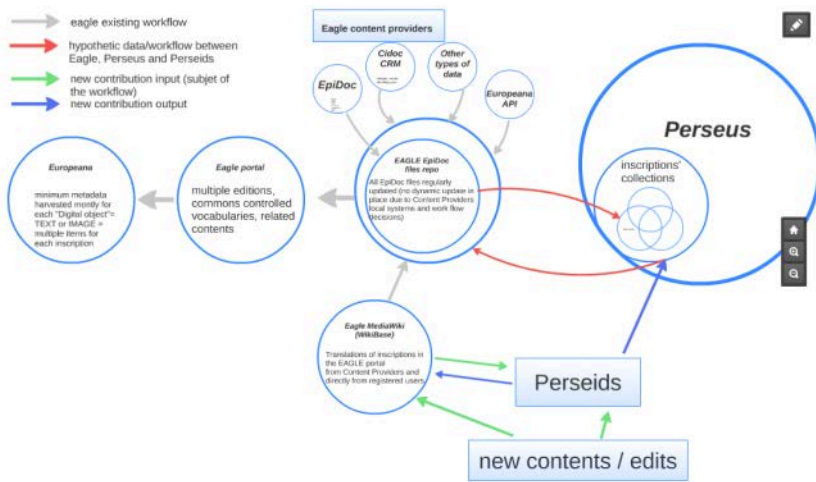 eagle existing workflow
hypothetic data/workflow between
Eagle, Perseus and Perseids
new contribution input (subjet of
the workflow)
new contribution output
Eagle content providers
EpiDoc
Cidoc
CRM
Other
types of
data
Europeana
API
Europeana
minimum metadata
harvested montly for
each "Digital object"=
TEXT or IMAGE =
multiple items for
each inscription
Eagle portal
multiple editions,
commons controlled
vocabularies, related
contents
EAGLE EpiDoc
files repo
All EpiDoc files regularly
updated (no dynamic update in
place due to Content Providers
local systems and work flow
decisions)
Perseus
inscriptions'
collections
Eagle MediaWiki
(WikiBase)
Translations of inscriptions in
the EAGLE portal
from Content Providers and
directly from registered users
Perseids
new contents / edits